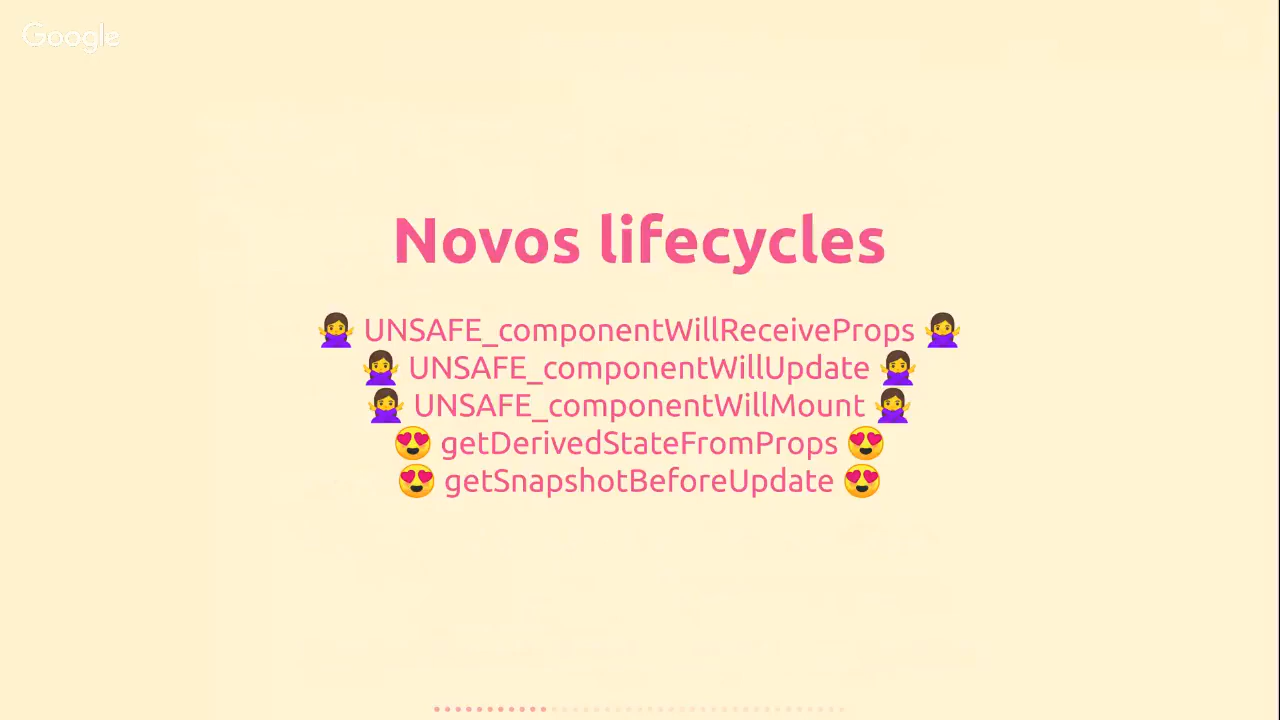 Google
Novos lifecycles
🙅‍♀️ UNSAFE_componentWillReceiveProps 🙅‍♀️
🙅‍♀️ UNSAFE_componentWillUpdate 🙅‍♀️
🙅‍♀️ UNSAFE_componentWillMount 🙅‍♀️
😍 getDerivedStateFromProps 😍
😍 getSnapshotBeforeUpdate 😍